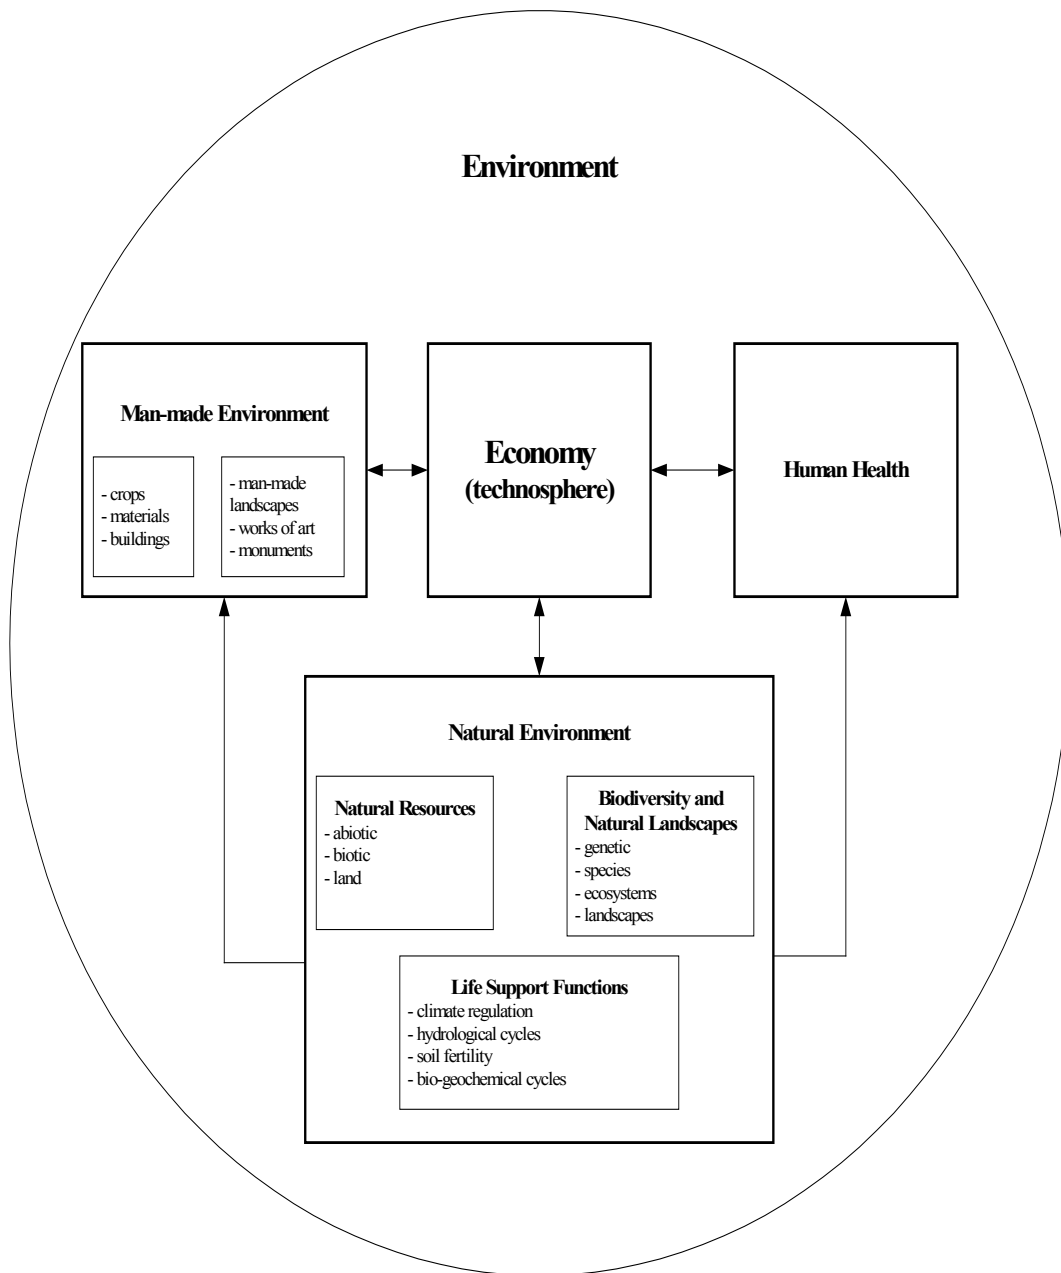 Environment
Man-made Environment
- crops
- materials
- buildings
- man-made
landscapes
- works of art
- monuments
Economy
(technosphere)
Human Health
Natural Environment
Natural Resources
- abiotic
- biotic
- land
Biodiversity and
Natural Landscapes
- genetic
- species
- ecosystems
- landscapes
Life Support Functions
- climate regulation
- hydrological cycles
- soil fertility
- bio-geochemical cycles